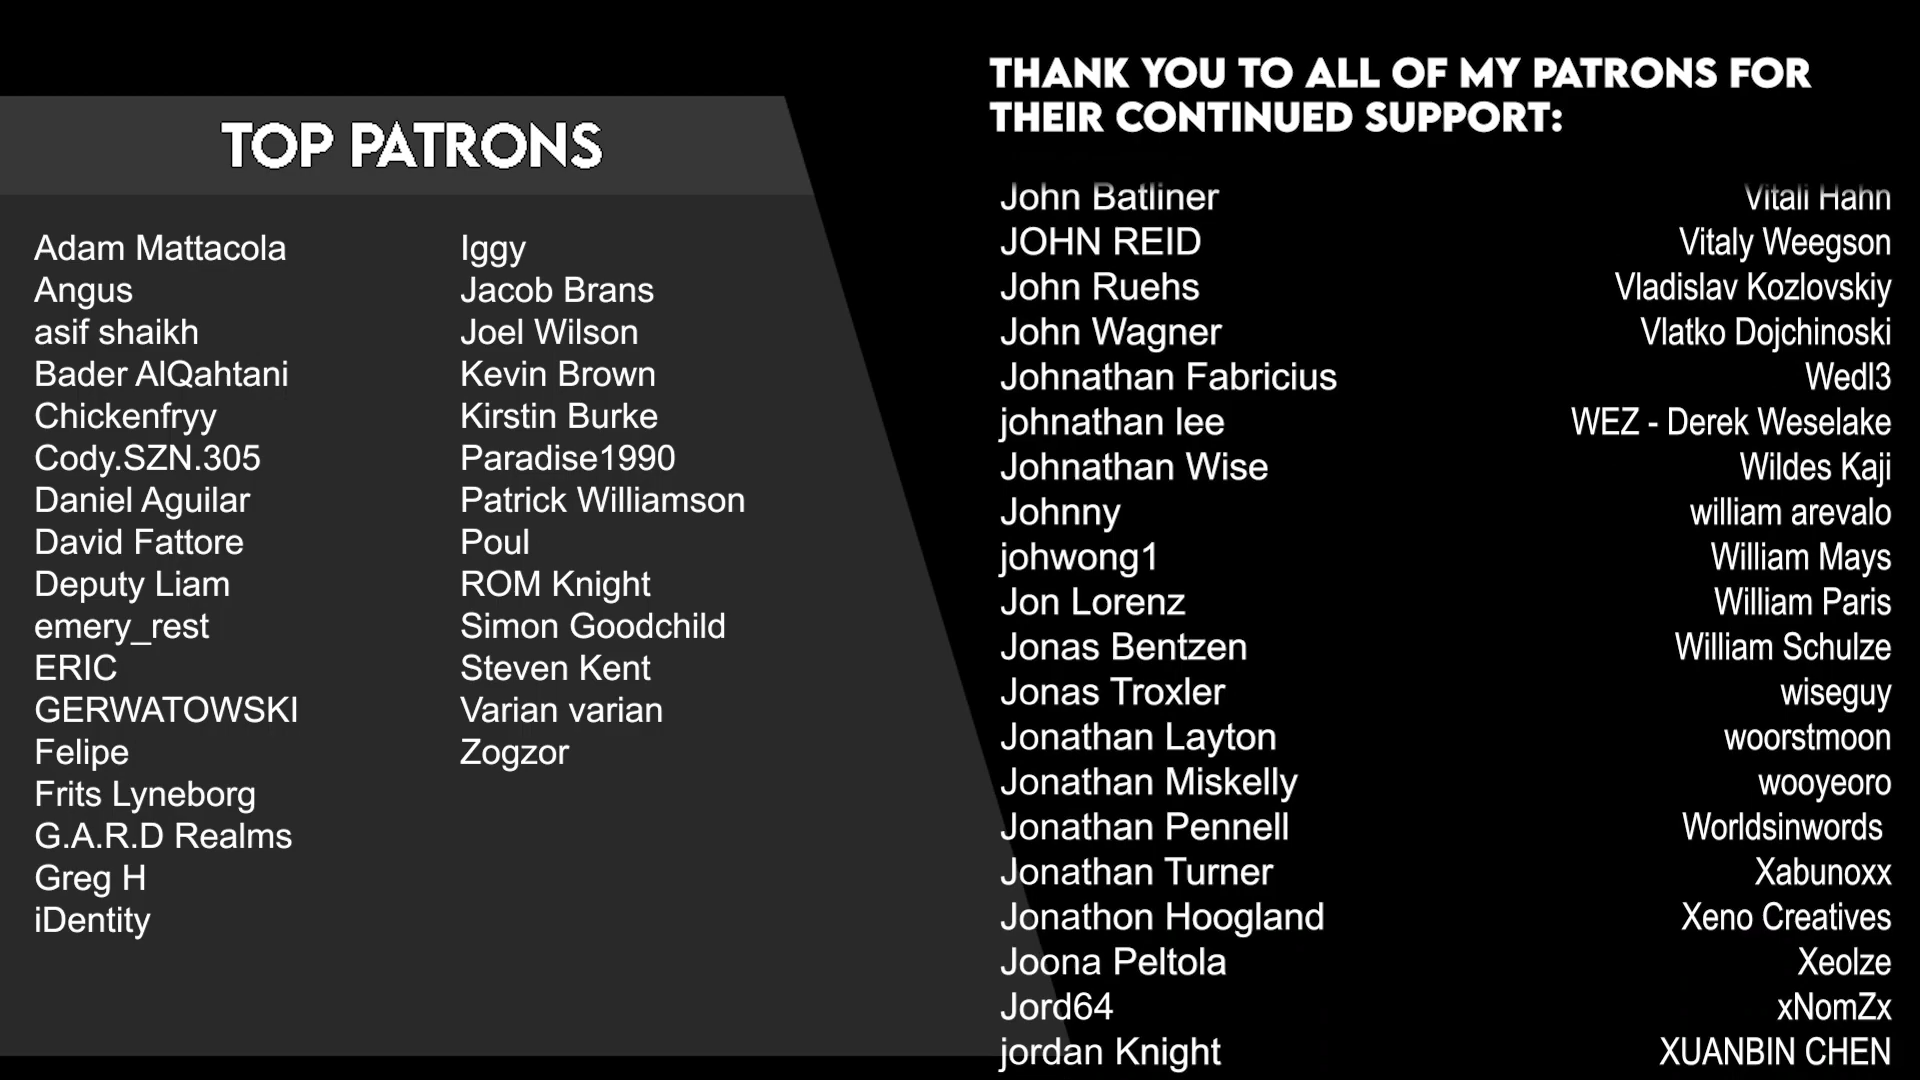 TOP PATRONS
Adam Mattacola
Angus
asif shaikh
Bader AlQahtani
Chickenfryy
Cody.SZN.305
Daniel Aguilar
David Fattore
Deputy Liam
emery_rest
ERIC
GERWATOWSKI
Felipe
Frits Lyneborg
G.A.R.D Realms
Greg H
iDentity
Iggy
Jacob Brans
Joel Wilson
Kevin Brown
Kirstin Burke
Paradise1990
Patrick Williamson
Poul
ROM Knight
Simon Goodchild
Steven Kent
Varian varian
Zogzor
THANK YOU TO ALL OF MY PATRONS FOR
THEIR CONTINUED SUPPORT:
John Batliner
JOHN REID
John Ruehs
John Wagner
Johnathan Fabricius
johnathan lee
Johnathan Wise
Johnny
johwong1
Jon Lorenz
Jonas Bentzen
Jonas Troxler
Jonathan Layton
Jonathan Miskelly
Jonathan Pennell
Jonathan Turner
Jonathon Hoogland
Joona Peltola
Jord64
jordan Knight
Vitali Hahn
Vitaly Weegson
Vladislav Kozlovskiy
Vlatko Dojchinoski
Wedl3
WEZ - Derek Weselake
Wildes Kaji
william arevalo
William Mays
William Paris
William Schulze
wiseguy
woorstmoon
wooyeoro
Worldsinwords
Xabunoxx
Xeno Creatives
Xeolze
xNomZx
XUANBIN CHEN